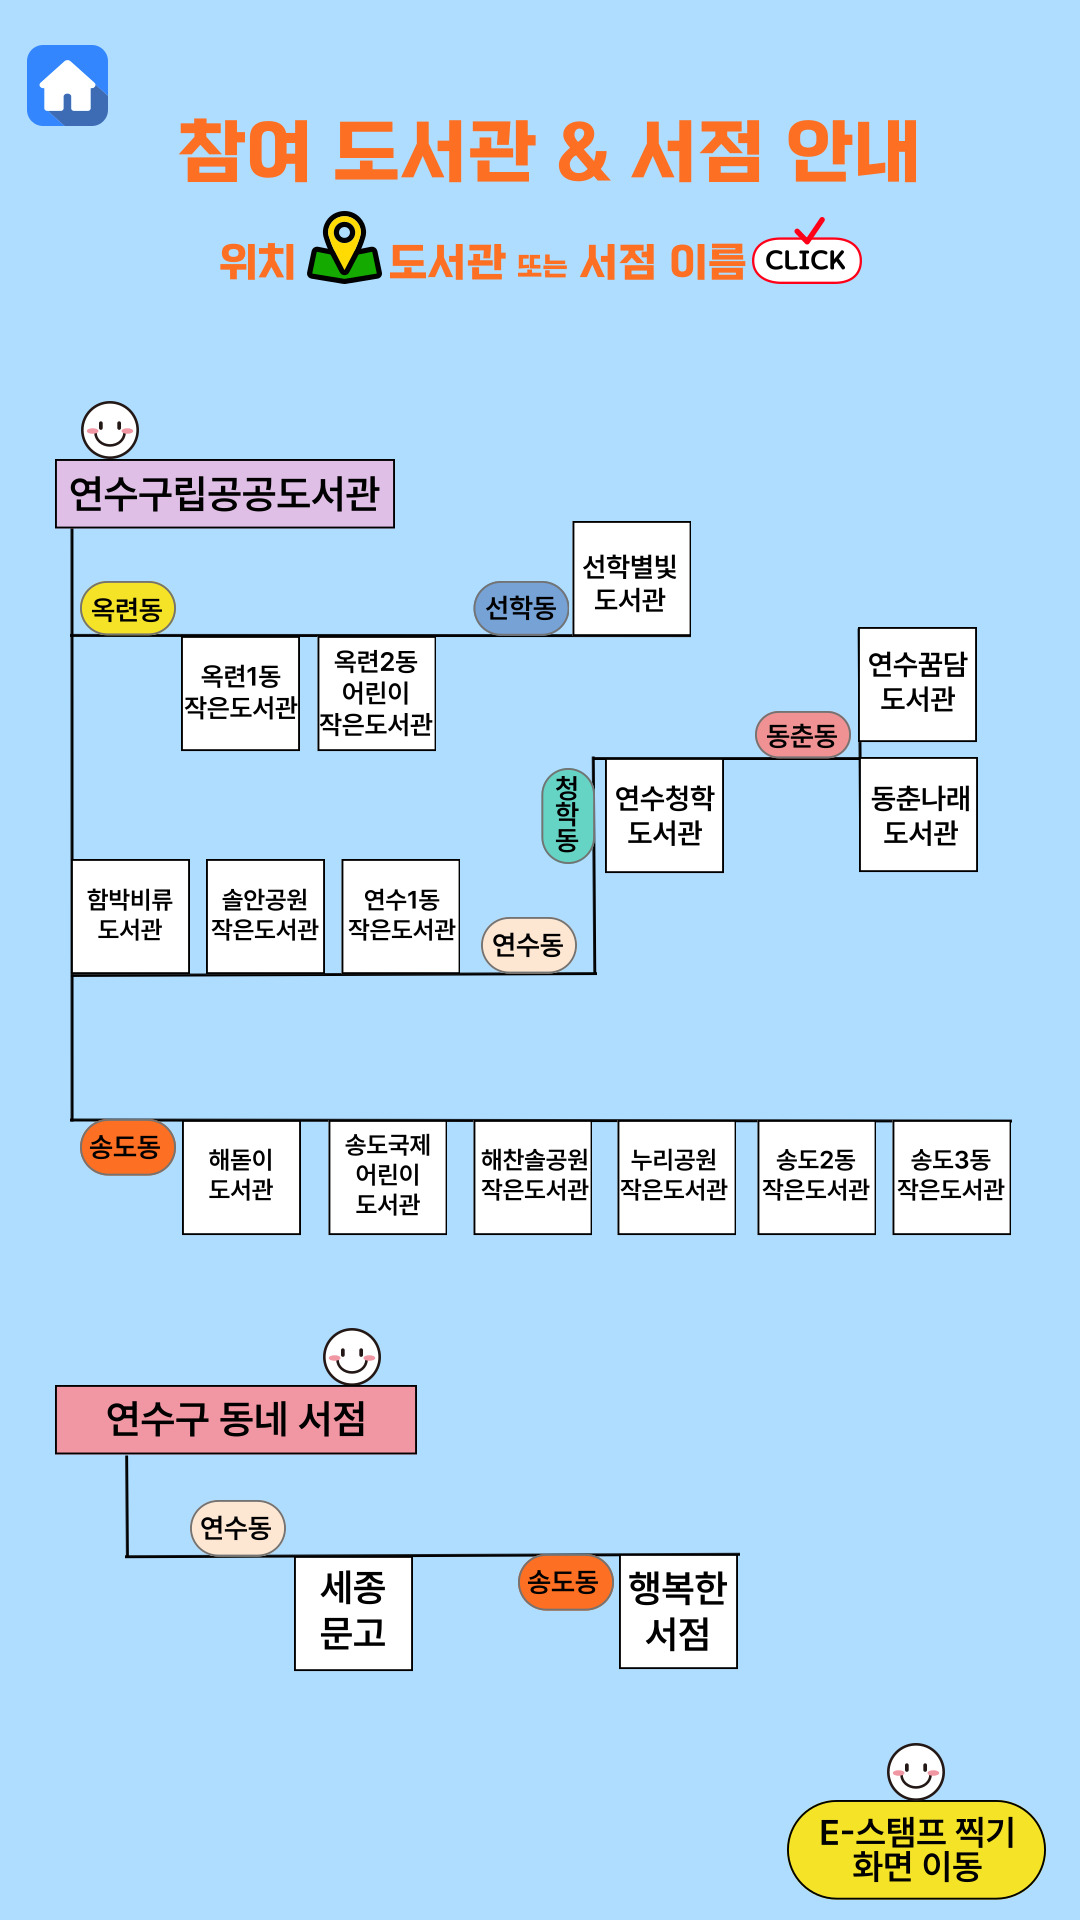 참여 도서관 & 서점 안내
위치 도서관 또는 서점 이름 CLICK
연수구립공공도서관
옥련동
옥련1동
작은도서관
옥련2동
어린이
작은도서관
선학동
선학별빛
도서관
연수꿈담
도서관
동춘동
동춘나래
도서관
청
학
동
연수청학
도서관
함박비류
도서관
솔안공원
작은도서관
연수1동
작은도서관
연수동
송도동
해돋이
도서관
송도국제
어린이
도서관
해찬솔공원
작은도서관
누리공원
작은도서관
송도2동
작은도서관
송도3동
작은도서관
연수구 동네 서점
연수동
세종
문고
송도동
행복한
서점
E-스탬프 찍기
화면 이동